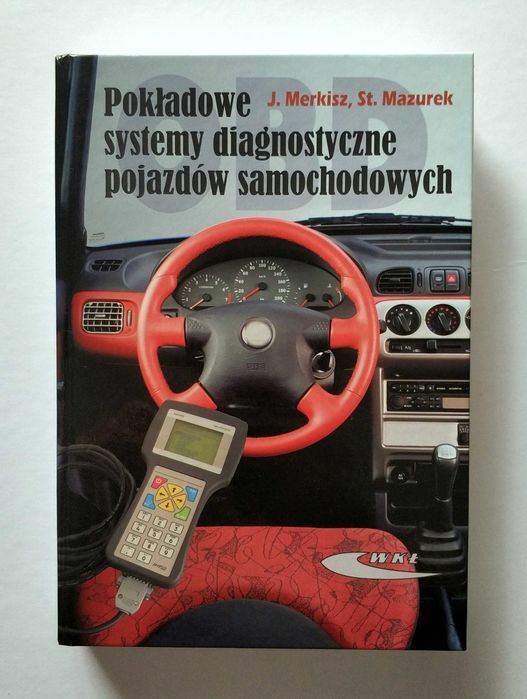 OBD
Pokładowe
J. Merkisz, St. Mazurek
systemy diagnostyczne
pojazdów samochodowych
WKŁ